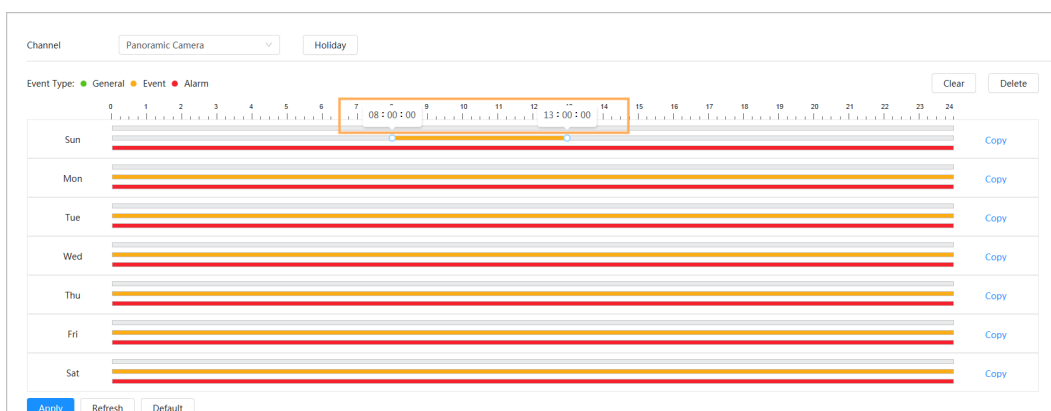 Channel Panoramic Camera Holiday
Event Type: General Event Alarm Clear Delete
0 1 2 3 4 5 6 7 9 10 11 12 14 15 16 17 18 19 20 21 22 23 24
08:00:00 13:00:00
Sun Copy
Mon Copy
Tue Copy
Wed Copy
Thu Copy
Fri Copy
Sat Copy
Apply Refresh Default